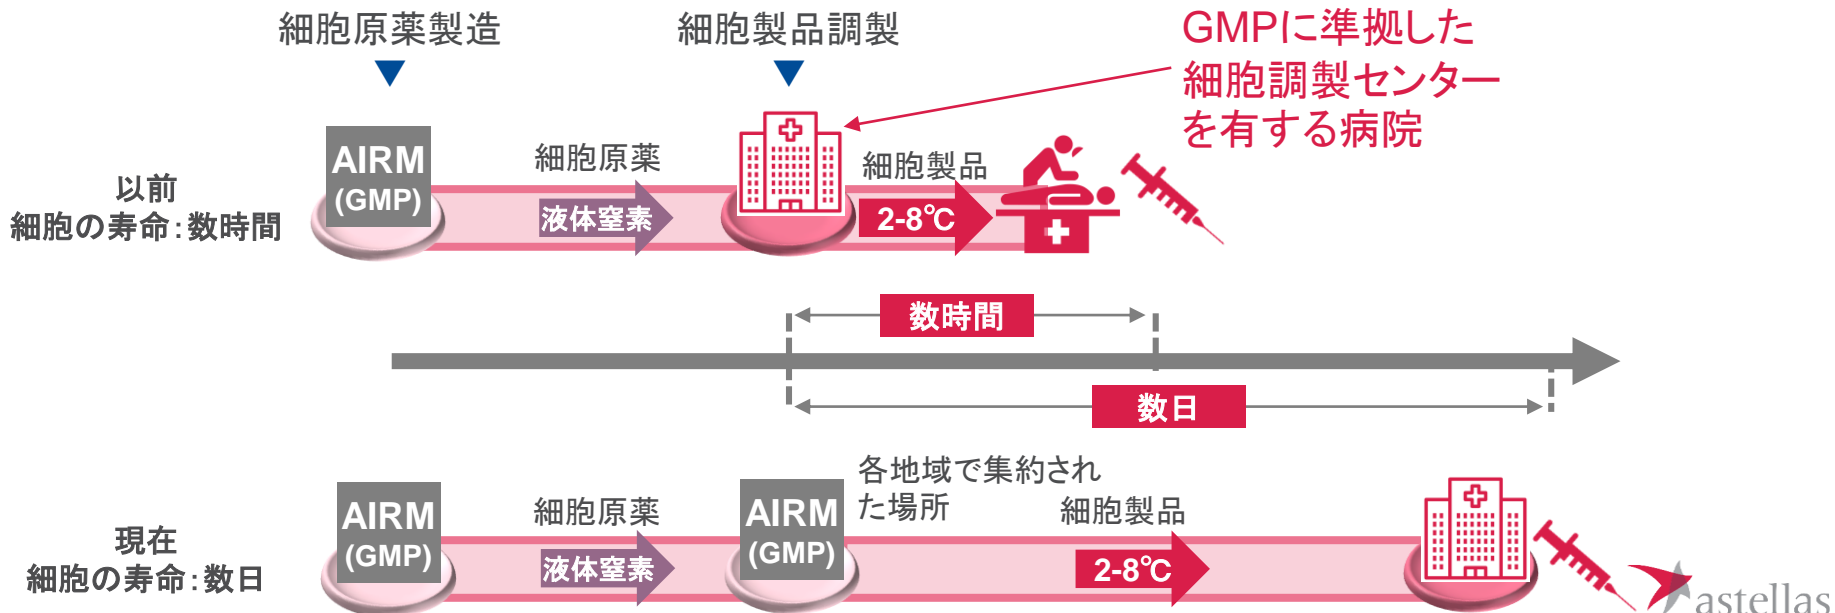 細胞原薬製造
細胞製品調製
GMPに準拠した
細胞調製センター
を有する病院
AIRM
(GMP)
細胞原薬
液体窒素
細胞製品
2-8℃
以前
細胞の寿命：数時間
数時間
数日
AIRM
(GMP)
細胞原薬
液体窒素
AIRM
(GMP)
各地域で集約され
た場所
細胞製品
2-8℃
現在
細胞の寿命：数日
astellas